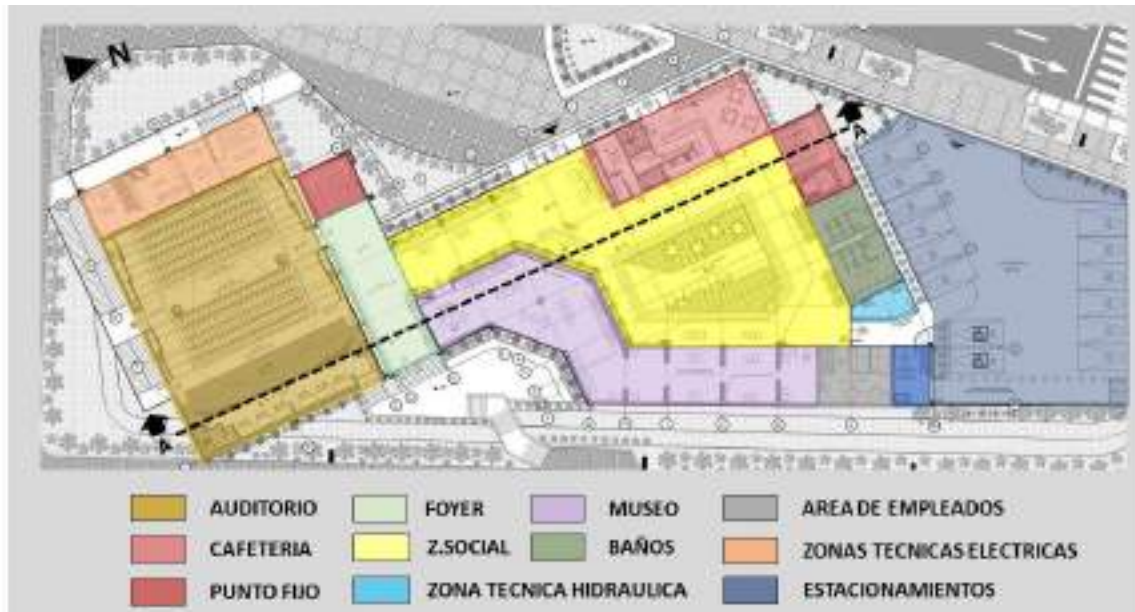 N
A
A
AUDITORIO FOYER MUSEO AREA DE EMPLEADOS
CAFETERIA Z.SOCIAL BAÑOS ZONAS TECNICAS ELECTRICAS
PUNTO FIJO ZONA TECNICA HIDRAULICA ESTACIONAMIENTOS